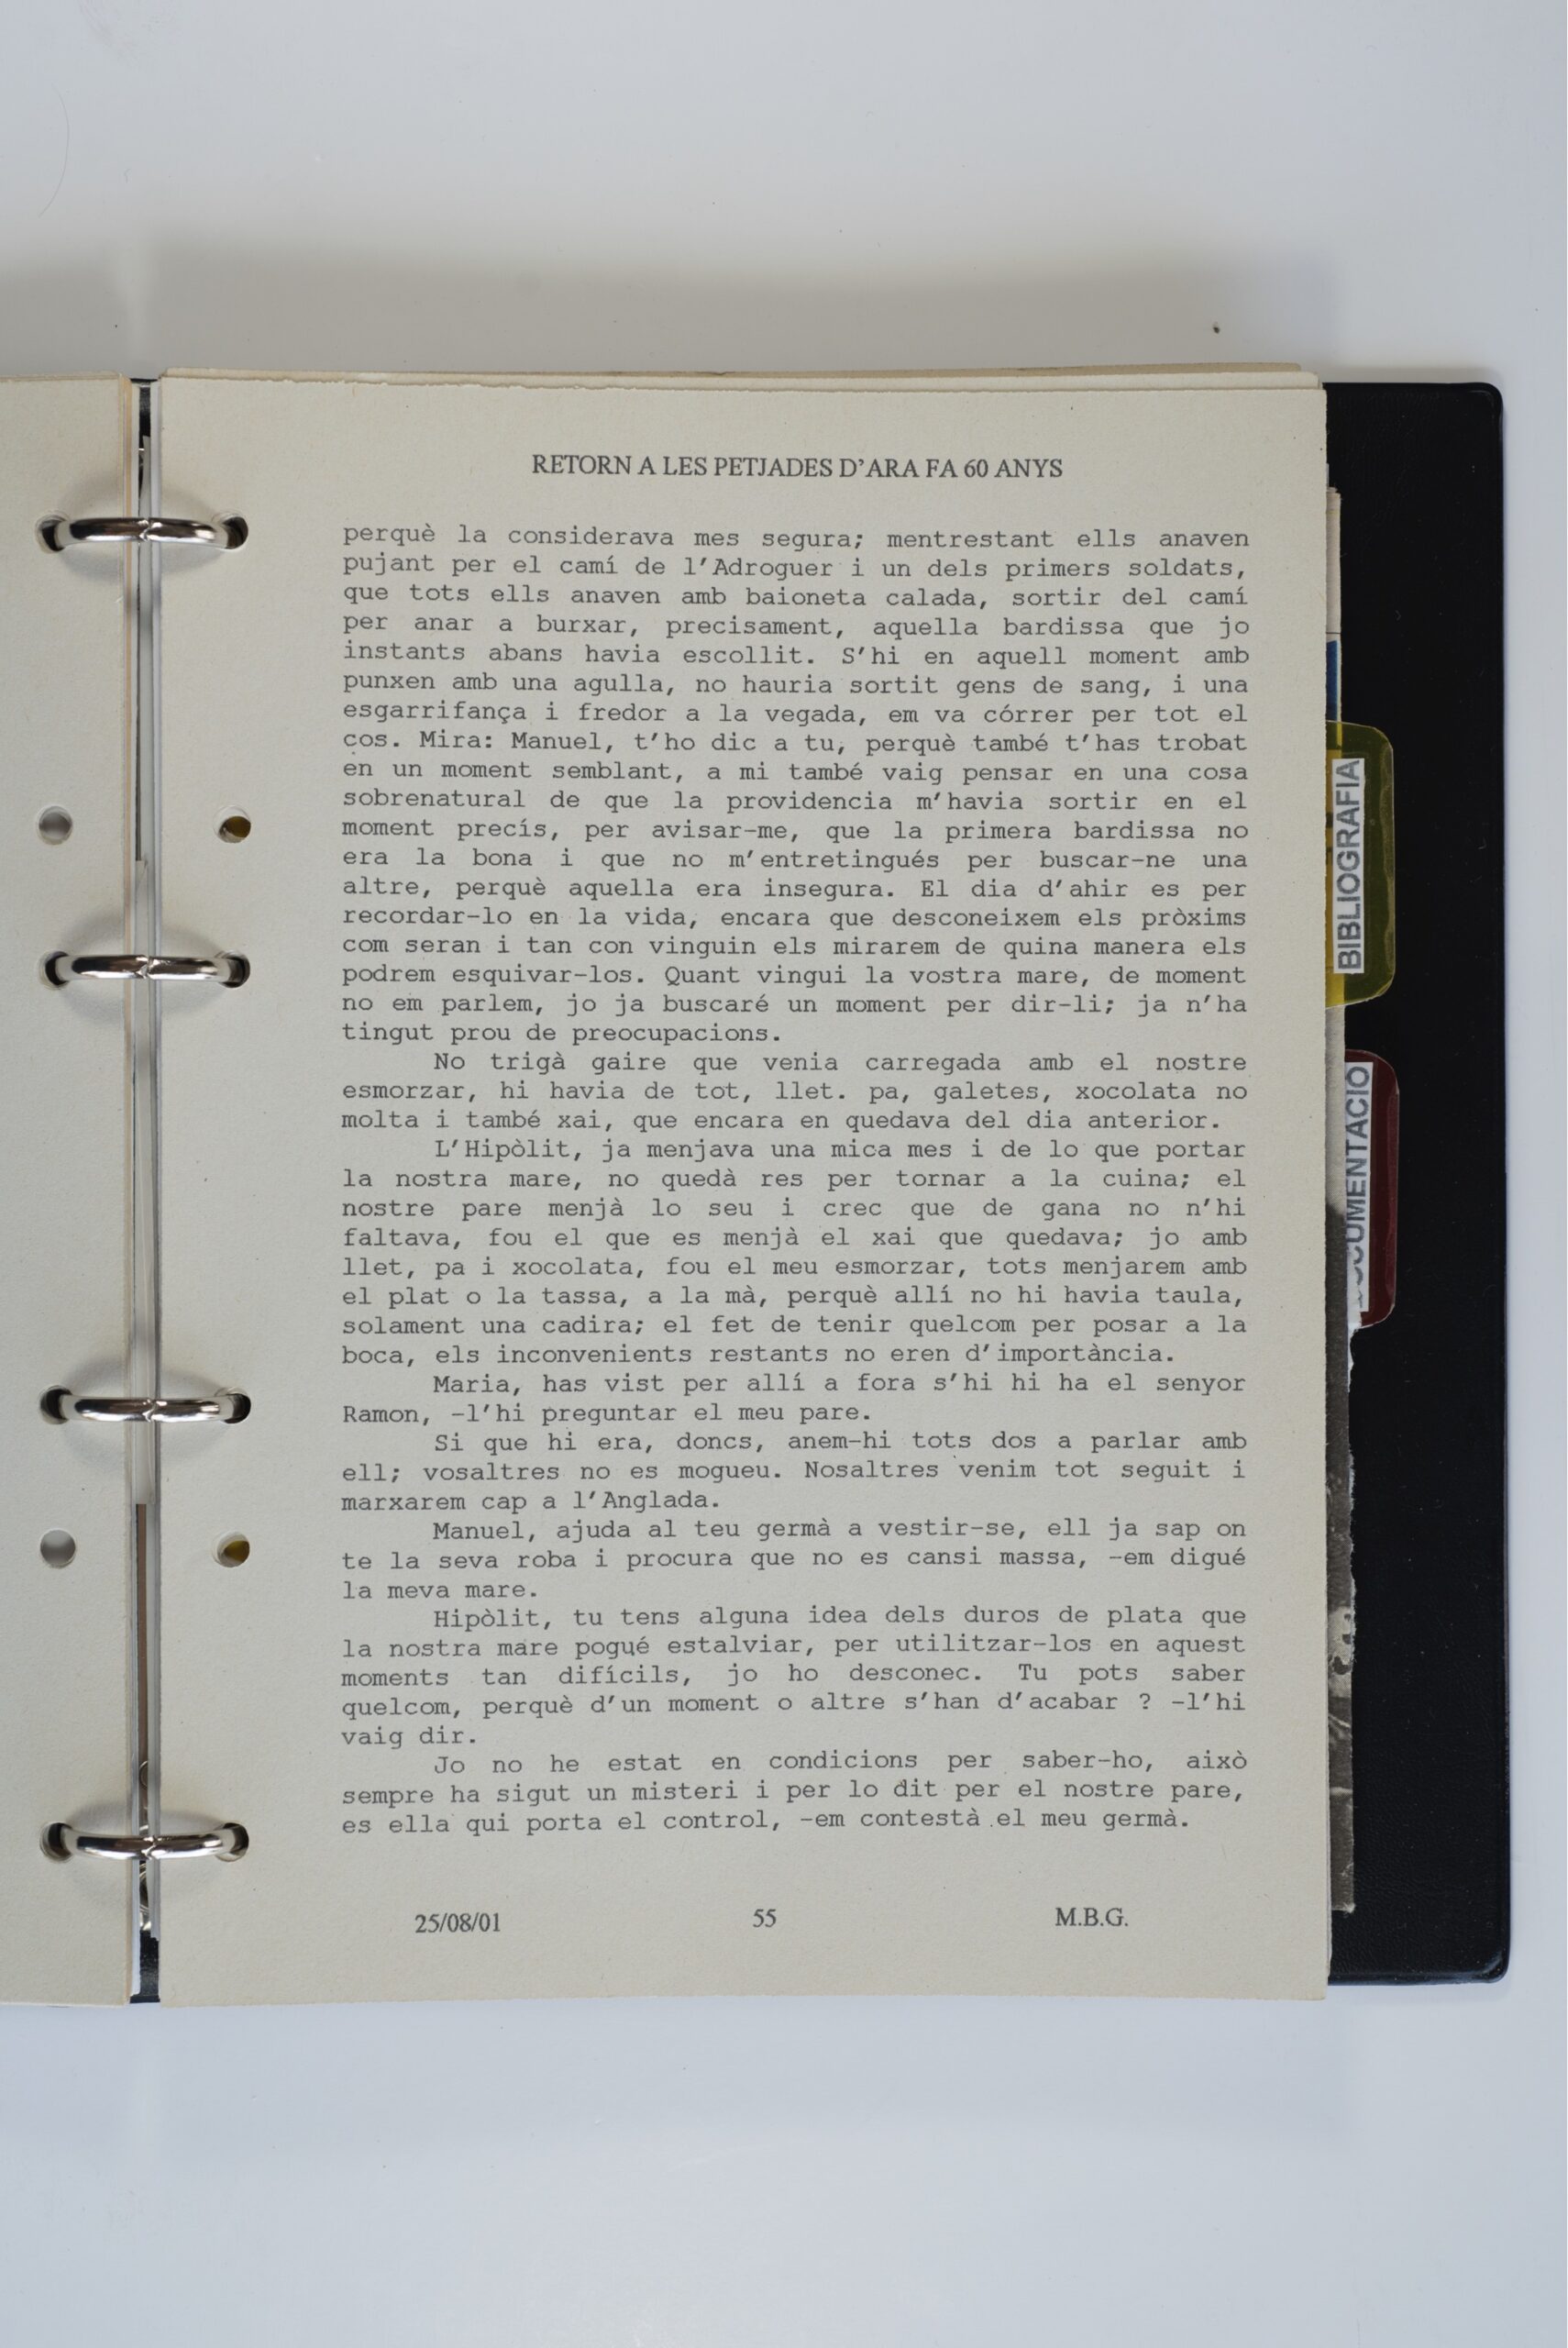 RETORN A LES PETJADES D'ARA FA 60 ANYS
perquè la considerava mes segura; mentrestant ells anaven
pujant per el camí de l'Adroguer i un dels primers soldats,
que tots ells anaven amb baioneta calada, sortir del camí
per anar a burxar, precisament, aquella bardissa que jo
instants abans havia escollit. S'hi en aquell moment amb
punxen amb una agulla, no hauria sortit gens de sang, i una
esgarrifança i fredor a la vegada, em va córrer per tot el
cos. Mira: Manuel, t'ho dic a tu, perquè també t'has trobat
en un moment semblant, a mi també vaig pensar en una cosa
sobrenatural de que la providencia m'havia sortir en el
moment precís, per avisar-me, que la primera bardissa no
era la bona i que no m'entretingués per buscar-ne una
altre, perquè aquella era insegura. El dia d'ahir es per
recordar-lo en la vida, encara que desconeixem els pròxims
com seran i tan con vinguin els mirarem de quina manera els
podrem esquivar-los. Quant vingui la vostra mare, de moment
no em parlem, jo ja buscaré un moment per dir-li; ja n'ha
tingut prou de preocupacions.
No trigà gaire que venia carregada amb el nostre
esmorzar, hi havia de tot, llet. pa, galetes, xocolata no
molta i també xai, que encara en quedava del dia anterior.
L'Hipòlit, ja menjava una mica mes i de lo que portar
la nostra mare, no quedà res per tornar a la cuina; el
nostre pare menjà lo seu i crec que de gana no n'hi
faltava, fou el que es menjà el xai que quedava; jo amb
llet, pa i xocolata, fou el meu esmorzar, tots menjarem amb
el plat o la tassa, a la mà, perquè allí no hi havia taula,
solament una cadira; el fet de tenir quelcom per posar a la
boca, els inconvenients restants no eren d'importància.
Maria, has vist per allí a fora s'hi hi ha el senyor
Ramon, -l'hi preguntar el meu pare.
Si que hi era, doncs, anem-hi tots dos a parlar amb
ell; vosaltres no es mogueu. Nosaltres venim tot seguit i
marxarem cap a l'Anglada.
Manuel, ajuda al teu germà a vestir-se, ell ja sap on
te la seva roba i procura que no es cansi massa, -em digué
la meva mare.
Hipòlit, tu tens alguna idea dels duros de plata que
la nostra mare pogué estalviar, per utilitzar-los en aquest
moments tan difícils, jo ho desconec. Tu pots saber
quelcom, perquè d'un moment o altre s'han d'acabar ? -l'hi
vaig dir.
Jo no he estat en condicions per saber-ho, això
sempre ha sigut un misteri i per lo dit per el nostre pare,
es ella qui porta el control, -em contestà el meu germà.
25/08/01 55 M.B.G.
BIBLIOGRAFIA